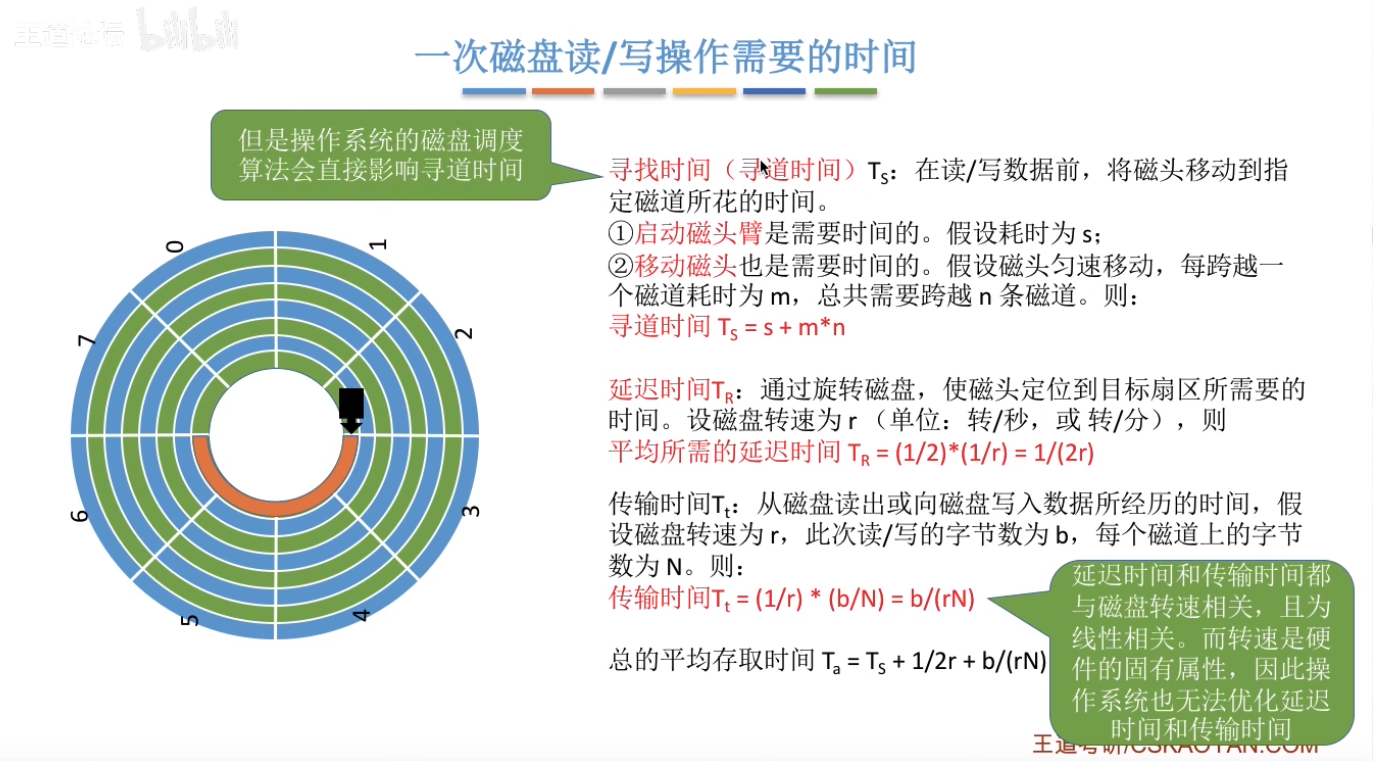 王道论坛 bilibili
一次磁盘读/写操作需要的时间
但是操作系统的磁盘调度
算法会直接影响寻道时间
寻找时间（寻道时间）TS：在读/写数据前，将磁头移动到指
定磁道所花的时间。
①启动磁头臂是需要时间的。假设耗时为 s；
②移动磁头也是需要时间的。假设磁头匀速移动，每跨越一
个磁道耗时为 m，总共需要跨越 n 条磁道。则：
寻道时间 TS = s + m*n
延迟时间TR：通过旋转磁盘，使磁头定位到目标扇区所需要的
时间。设磁盘转速为 r （单位：转/秒，或 转/分），则
平均所需的延迟时间 TR = (1/2)*(1/r) = 1/(2r)
传输时间Tt：从磁盘读出或向磁盘写入数据所经历的时间，假
设磁盘转速为 r，此次读/写的字节数为 b，每个磁道上的字节
数为 N。则：
传输时间Tt = (1/r) * (b/N) = b/(rN)
总的平均存取时间 Ta = TS + 1/2r + b/(rN)
延迟时间和传输时间都
与磁盘转速相关，且为
线性相关。而转速是硬
件的固有属性，因此操
作系统也无法优化延迟
时间和传输时间
0
1
2
3
4
5
6
7
王道考研/CSKAOYAN.COM